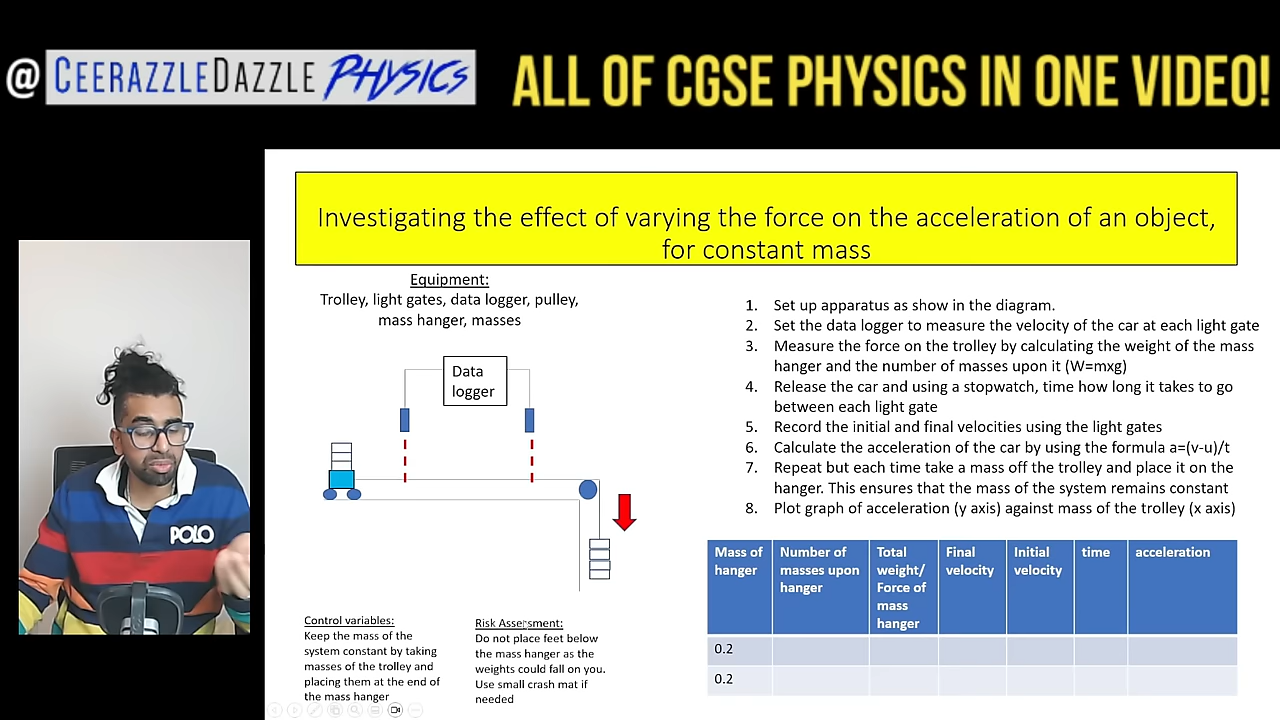 @ CEERAZZLEDAZZLE PHYSICS
ALL OF CGSE PHYSICS IN ONE VIDEO!
Investigating the effect of varying the force on the acceleration of an object,
for constant mass
Equipment:
Trolley, light gates, data logger, pulley,
mass hanger, masses
Data
logger
1. Set up apparatus as show in the diagram.
2. Set the data logger to measure the velocity of the car at each light gate
3. Measure the force on the trolley by calculating the weight of the mass
hanger and the number of masses upon it (W=mxg)
4. Release the car and using a stopwatch, time how long it takes to go
between each light gate
5. Record the initial and final velocities using the light gates
6. Calculate the acceleration of the car by using the formula a=(v-u)/t
7. Repeat but each time take a mass off the trolley and place it on the
hanger. This ensures that the mass of the system remains constant
8. Plot graph of acceleration (y axis) against mass of the trolley (x axis)
POLO
Control variables:
Keep the mass of the
system constant by taking
masses of the trolley and
placing them at the end of
the mass hanger
Risk Assessment:
Do not place feet below
the mass hanger as the
weights could fall on you.
Use small crash mat if
needed
Mass of
hanger
Number of
masses upon
hanger
Total
weight/
Force of
mass
hanger
Final
velocity
Initial
velocity
time
acceleration
0.2
0.2